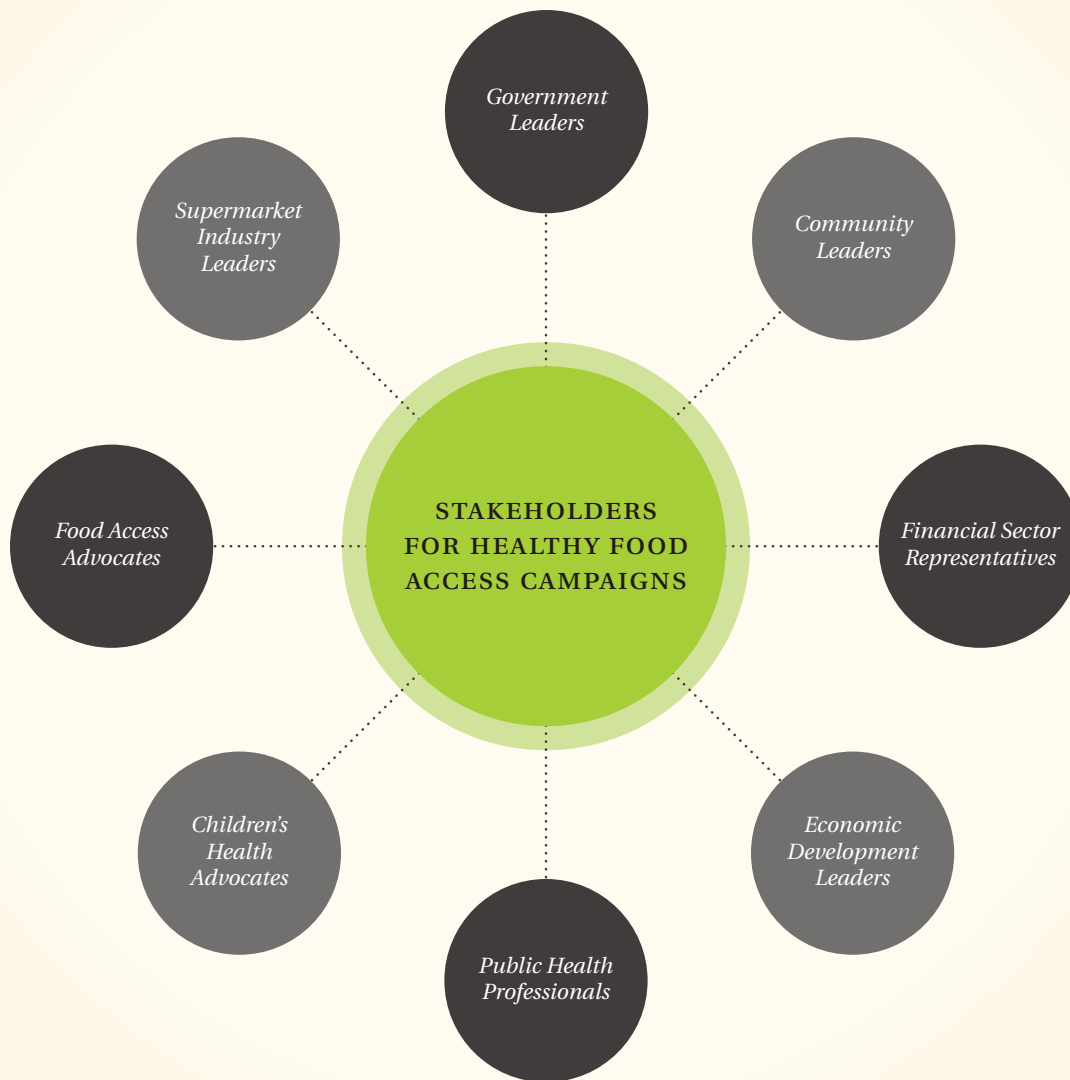 Government
Leaders
Supermarket
Industry
Leaders
Community
Leaders
Food Access
Advocates
STAKEHOLDERS
FOR HEALTHY FOOD
ACCESS CAMPAIGNS
Financial Sector
Representatives
Children’s
Health
Advocates
Economic
Development
Leaders
Public Health
Professionals